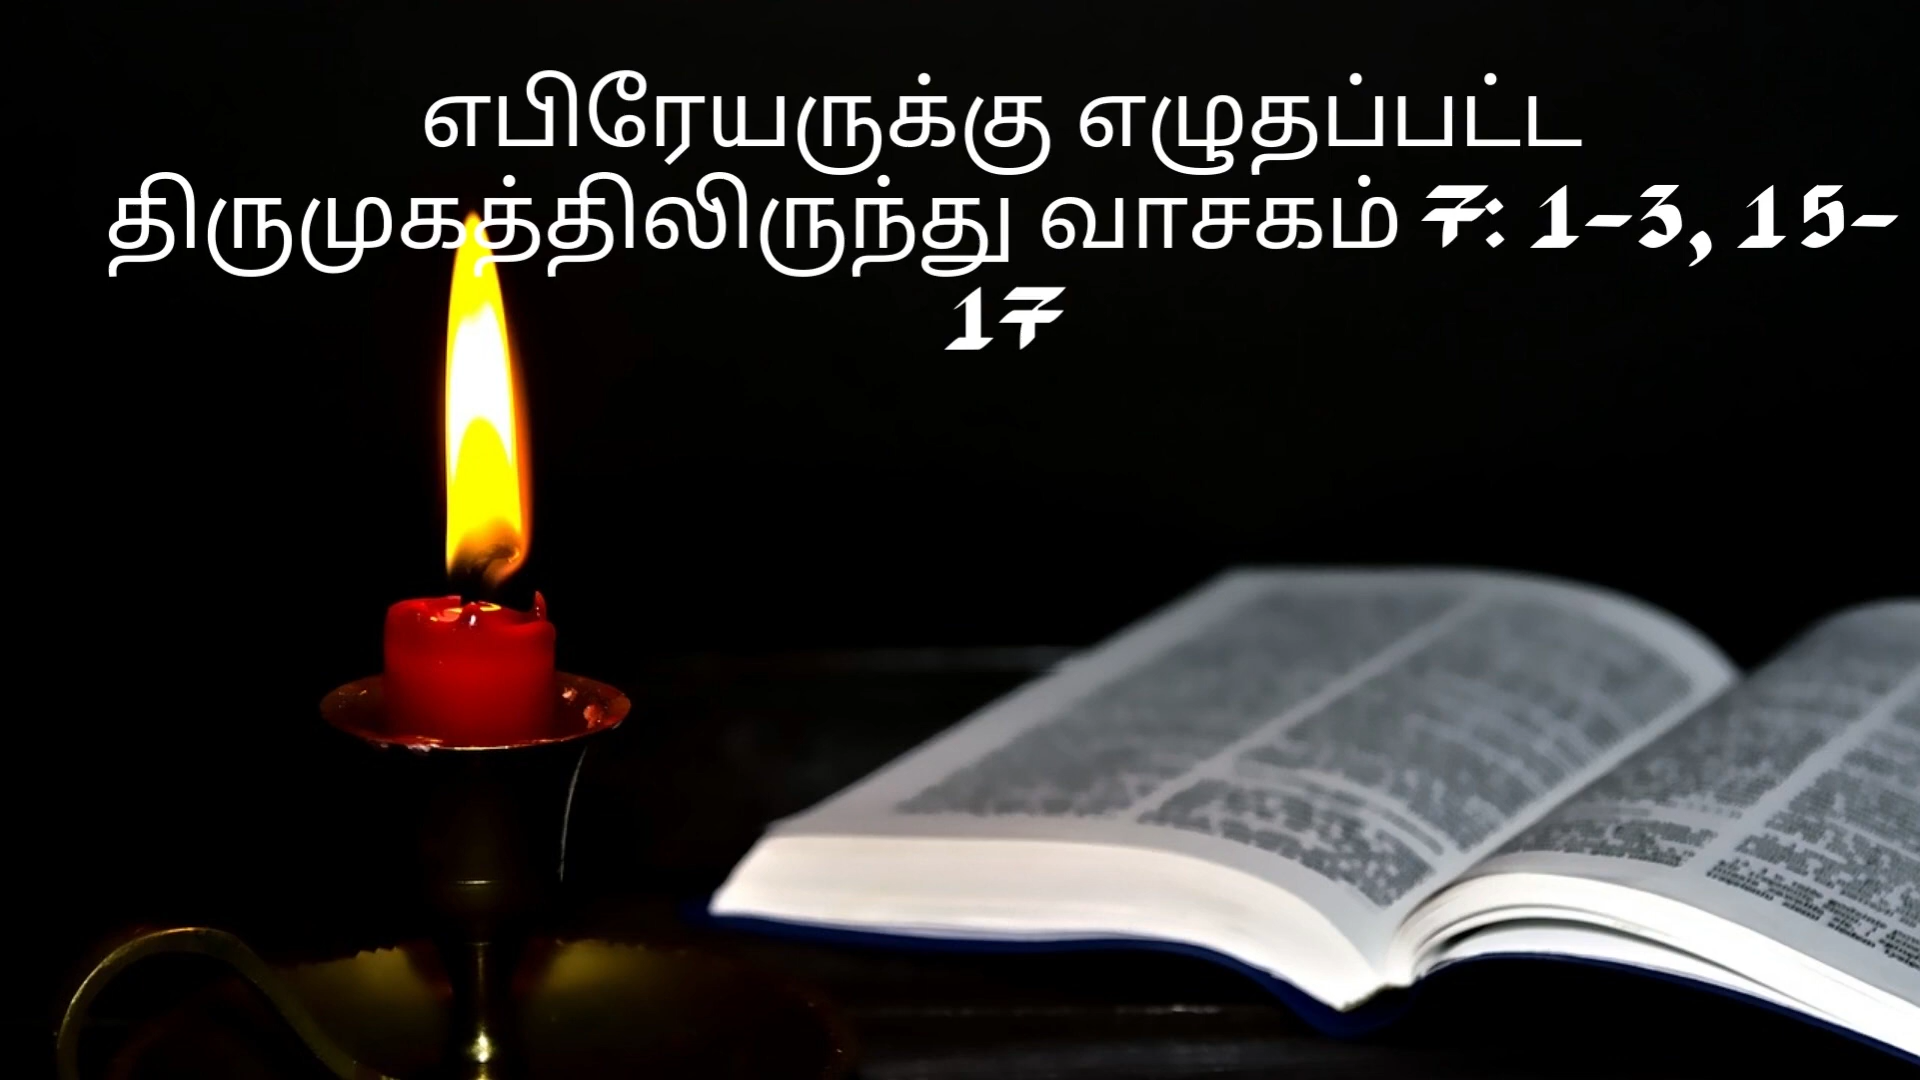 எபிரேயருக்கு எழுதப்பட்ட
திருமுகத்திலிருந்து வாசகம் 7: 1-3, 15-
17